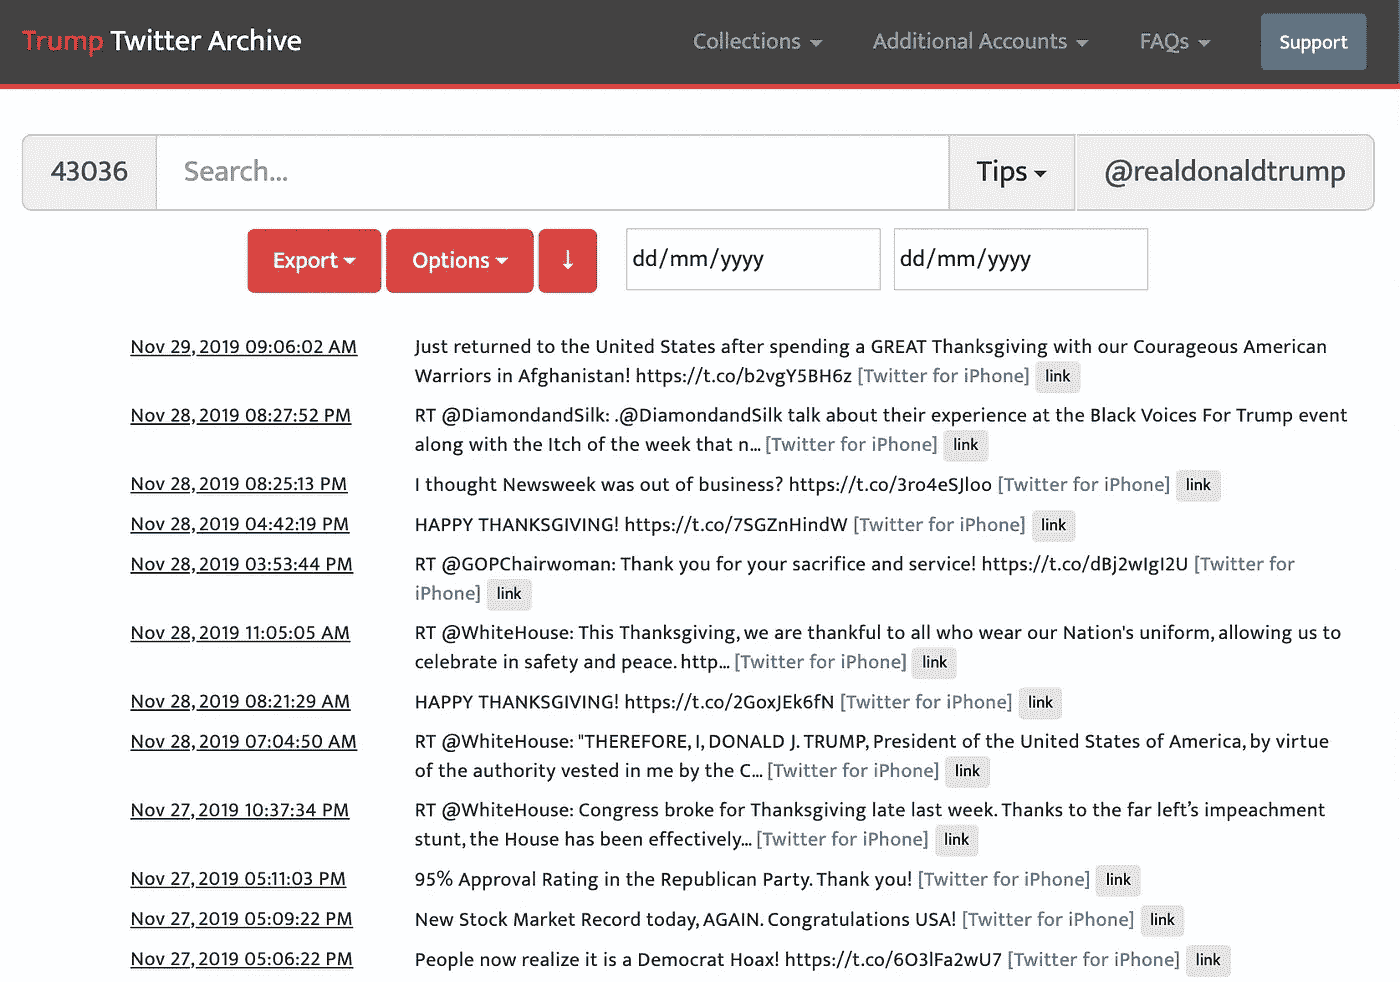 Trump Twitter Archive Collections Additional Accounts FAQs Support
43036 Search... Tips @realdonaldtrump
Export Options ↓ dd/mm/yyyy dd/mm/yyyy
Nov 29, 2019 09:06:02 AM Just returned to the United States after spending a GREAT Thanksgiving with our Courageous American
Warriors in Afghanistan! https://t.co/b2vgY5BH6z [Twitter for iPhone] link
Nov 28, 2019 08:27:52 PM RT @DiamondandSilk: .@DiamondandSilk talk about their experience at the Black Voices For Trump event
along with the Itch of the week that n… [Twitter for iPhone] link
Nov 28, 2019 08:25:13 PM I thought Newsweek was out of business? https://t.co/3ro4eSJloo [Twitter for iPhone] link
Nov 28, 2019 04:42:19 PM HAPPY THANKSGIVING! https://t.co/7SGZnHindW [Twitter for iPhone] link
Nov 28, 2019 03:53:44 PM RT @GOPChairwoman: Thank you for your sacrifice and service! https://t.co/dBj2wIgI2U [Twitter for
iPhone] link
Nov 28, 2019 11:05:05 AM RT @WhiteHouse: This Thanksgiving, we are thankful to all who wear our Nation's uniform, allowing us to
celebrate in safety and peace. http… [Twitter for iPhone] link
Nov 28, 2019 08:21:29 AM HAPPY THANKSGIVING! https://t.co/2GoxJEk6fN [Twitter for iPhone] link
Nov 28, 2019 07:04:50 AM RT @WhiteHouse: "THEREFORE, I, DONALD J. TRUMP, President of the United States of America, by virtue
of the authority vested in me by the C… [Twitter for iPhone] link
Nov 27, 2019 10:37:34 PM RT @WhiteHouse: Congress broke for Thanksgiving late last week. Thanks to the far left’s impeachment
stunt, the House has been effectively… [Twitter for iPhone] link
Nov 27, 2019 05:11:03 PM 95% Approval Rating in the Republican Party. Thank you! [Twitter for iPhone] link
Nov 27, 2019 05:09:22 PM New Stock Market Record today, AGAIN. Congratulations USA! [Twitter for iPhone] link
Nov 27, 2019 05:06:22 PM People now realize it is a Democrat Hoax! https://t.co/6O3lFa2wU7 [Twitter for iPhone] link